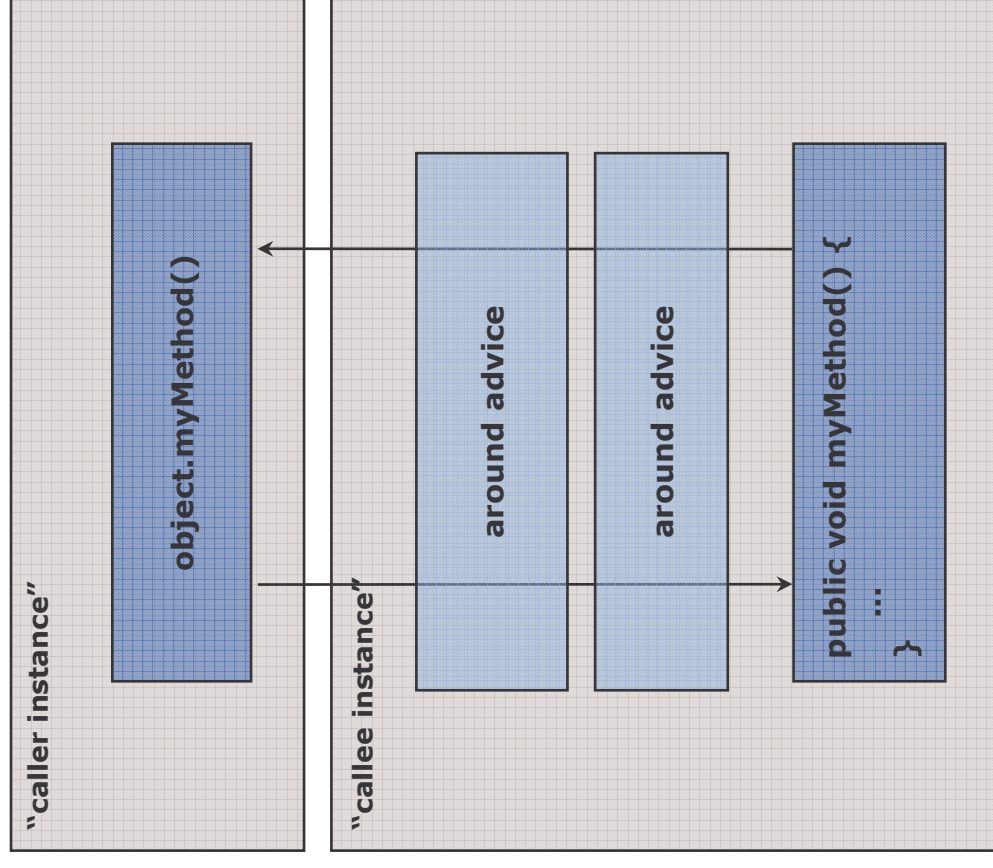 “caller instance”
object.myMethod()
“callee instance”
around advice
around advice
public void myMethod() {
...
}